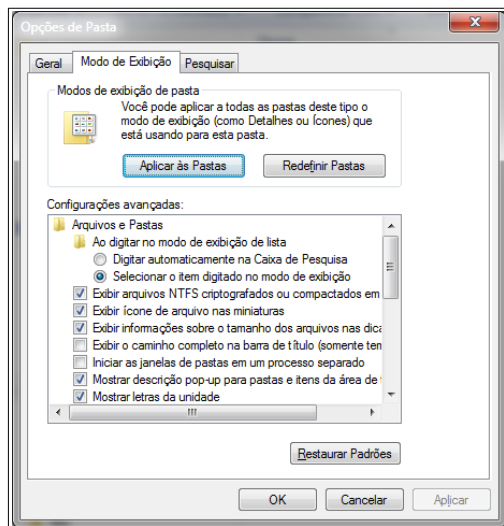 Opções de Pasta
Geral Modo de Exibição Pesquisar
Modos de exibição de pasta
Você pode aplicar a todas as pastas deste tipo o
modo de exibição (como Detalhes ou Ícones) que
está usando para esta pasta.
Aplicar às Pastas Redefinir Pastas
Configurações avançadas:
Arquivos e Pastas
Ao digitar no modo de exibição de lista
Digitar automaticamente na Caixa de Pesquisa
Selecionar o item digitado no modo de exibição
Exibir arquivos NTFS criptografados ou compactados em
Exibir ícone de arquivo nas miniaturas
Exibir informações sobre o tamanho dos arquivos nas dica
Exibir o caminho completo na barra de título (somente
Iniciar as janelas de pastas em um processo separado
Mostrar descrição pop-up para pastas e itens da área de
Mostrar letras da unidade
Restaurar Padrões
OK Cancelar Aplicar